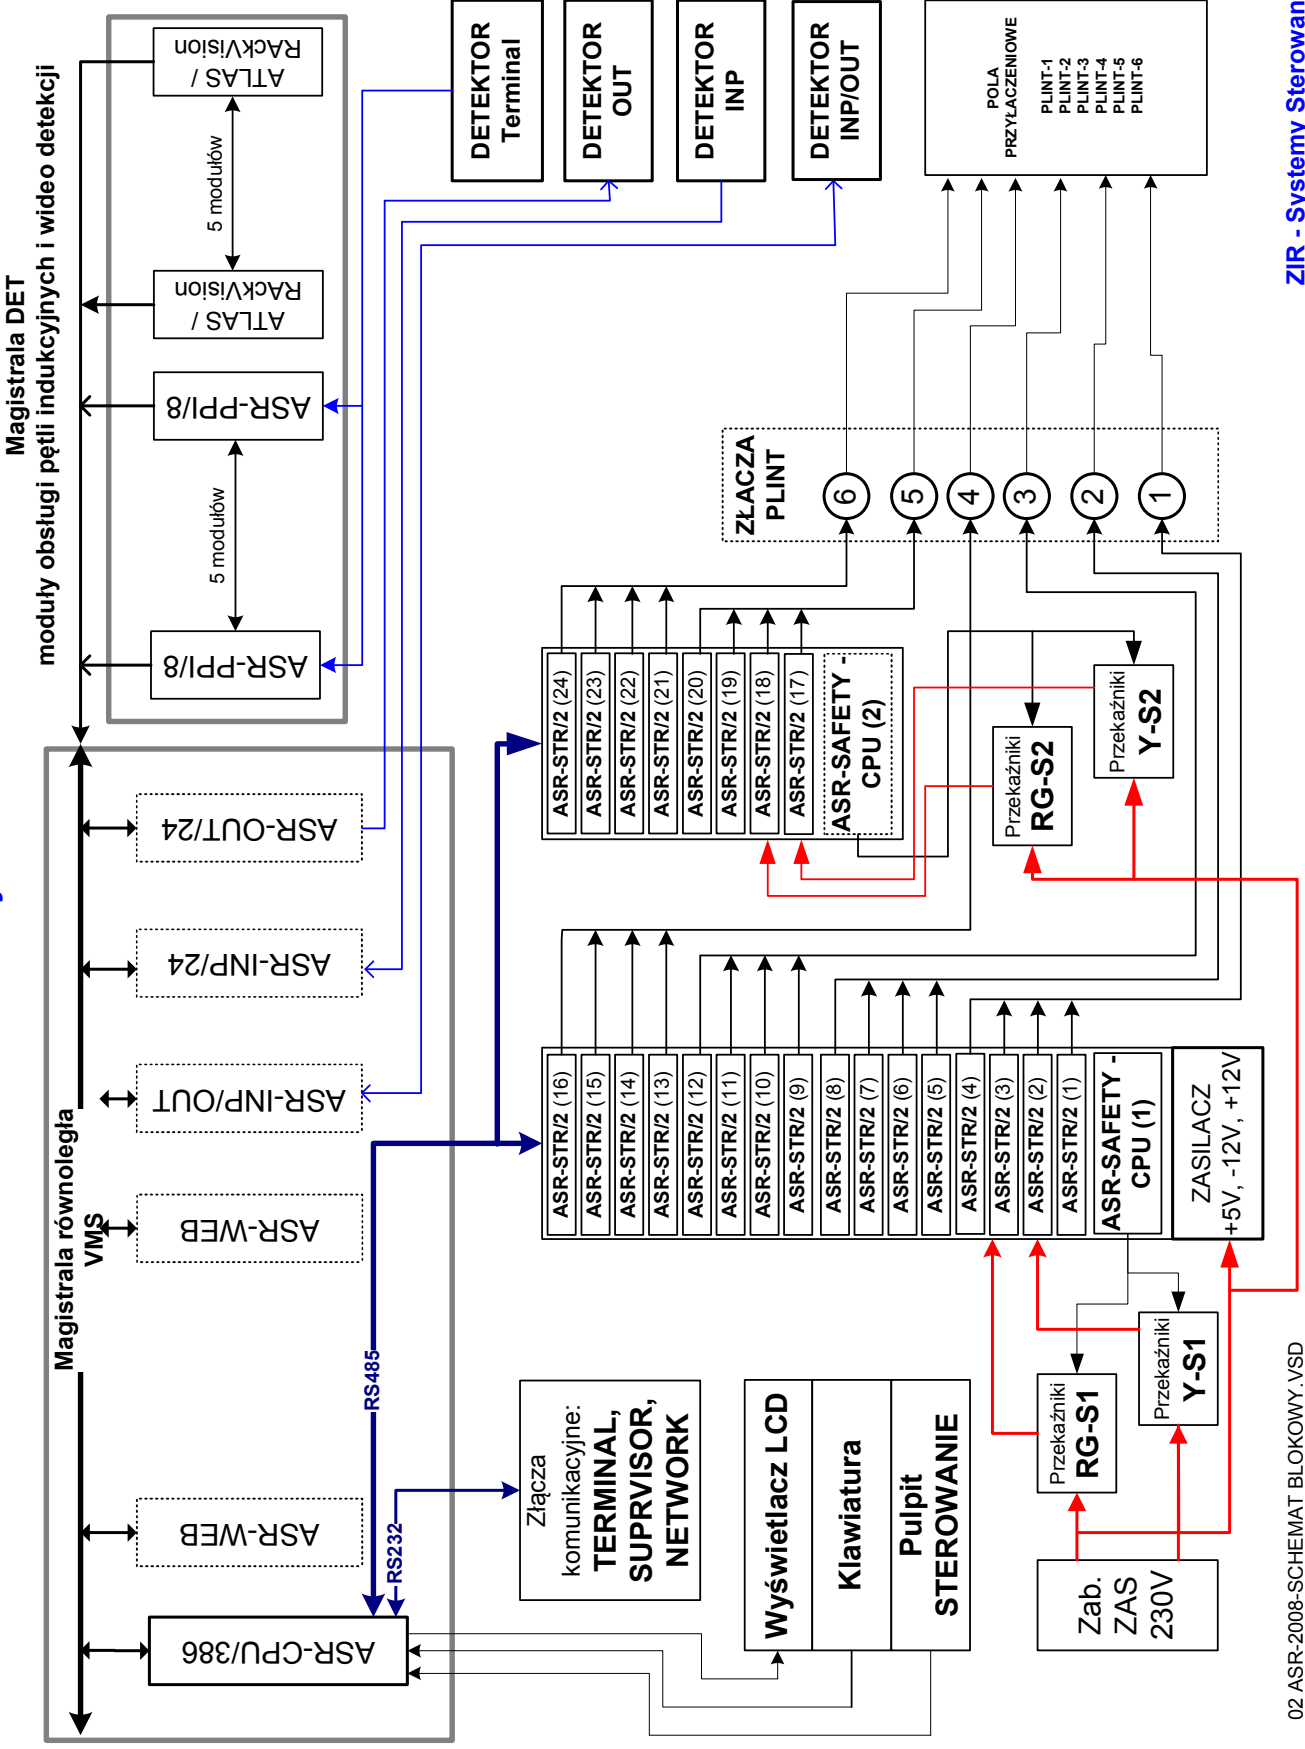 Magistrala DET
moduły obsługi pętli indukcyjnych i wideo detekcji
Magistrala równoległa
VMS
ASR-CPU/386
ASR-WEB
ASR-WEB
ASR-INP/OUT
ASR-INP/24
ASR-OUT/24
ASR-PPI/8
5 modułów
ASR-PPI/8
ATLAS /
RAckVision
5 modułów
ATLAS /
RAckVision
RS485
RS232
DETEKTOR
Terminal
DETEKTOR
OUT
DETEKTOR
INP
DETEKTOR
INP/OUT
Złącza
komunikacyjne:
TERMINAL,
SUPRVISOR,
NETWORK
Wyświetlacz LCD
Klawiatura
Pulpit
STEROWANIE
Zab.
ZAS
230V
Przekaźniki
RG-S1
Przekaźniki
Y-S1
ASR-STR/2 (16)
ASR-STR/2 (15)
ASR-STR/2 (14)
ASR-STR/2 (13)
ASR-STR/2 (12)
ASR-STR/2 (11)
ASR-STR/2 (10)
ASR-STR/2 (9)
ASR-STR/2 (8)
ASR-STR/2 (7)
ASR-STR/2 (6)
ASR-STR/2 (5)
ASR-STR/2 (4)
ASR-STR/2 (3)
ASR-STR/2 (2)
ASR-STR/2 (1)
ASR-SAFETY -
CPU (1)
ZASILACZ
+5V, -12V, +12V
ASR-STR/2 (24)
ASR-STR/2 (23)
ASR-STR/2 (22)
ASR-STR/2 (21)
ASR-STR/2 (20)
ASR-STR/2 (19)
ASR-STR/2 (18)
ASR-STR/2 (17)
ASR-SAFETY -
CPU (2)
Przekaźniki
RG-S2
Przekaźniki
Y-S2
ZŁACZA
PLINT
6
5
4
3
2
1
POLA
PRZYŁACZENIOWE
PLINT-1
PLINT-2
PLINT-3
PLINT-4
PLINT-5
PLINT-6
02 ASR-2008-SCHEMAT BLOKOWY.VSD
ZIR - Systemy Sterowan